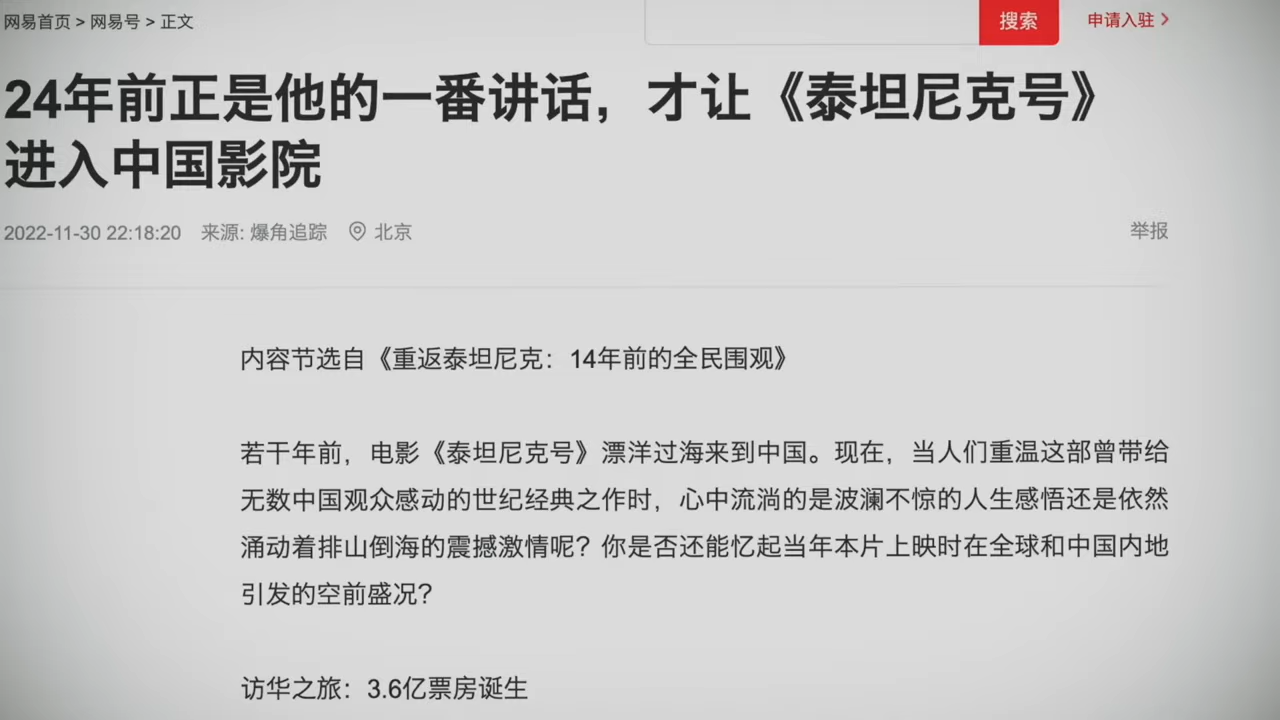 网易首页 > 网易号 > 正文
搜索
申请入驻 >
24年前正是他的一番讲话，才让《泰坦尼克号》
进入中国影院
2022-11-30 22:18:20 来源: 爆角追踪 北京
举报
内容节选自《重返泰坦尼克：14年前的全民围观》
若干年前，电影《泰坦尼克号》漂洋过海来到中国。现在，当人们重温这部曾带给
无数中国观众感动的世纪经典之作时，心中流淌的是波澜不惊的人生感悟还是依然
涌动着排山倒海的震撼激情呢？你是否还能忆起当年本片上映时在全球和中国内地
引发的空前盛况？
访华之旅：3.6亿票房诞生